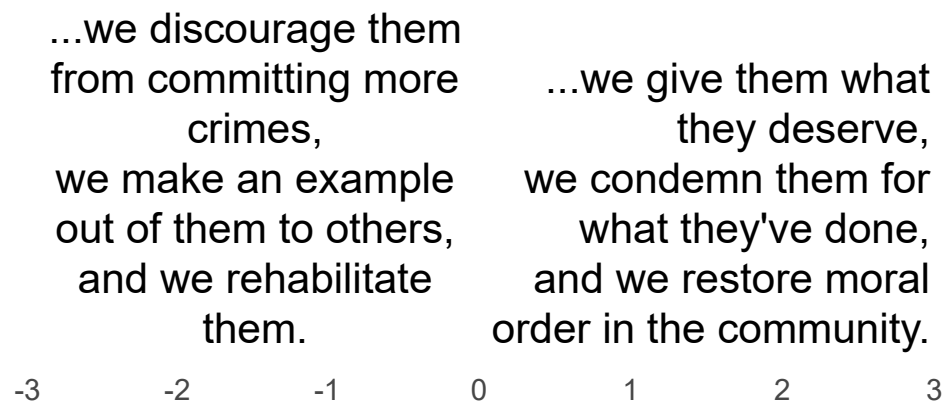 ...we discourage them
from committing more
crimes,
we make an example
out of them to others,
and we rehabilitate
them.
...we give them what
they deserve,
we condemn them for
what they've done,
and we restore moral
order in the community.
-3 -2 -1 0 1 2 3